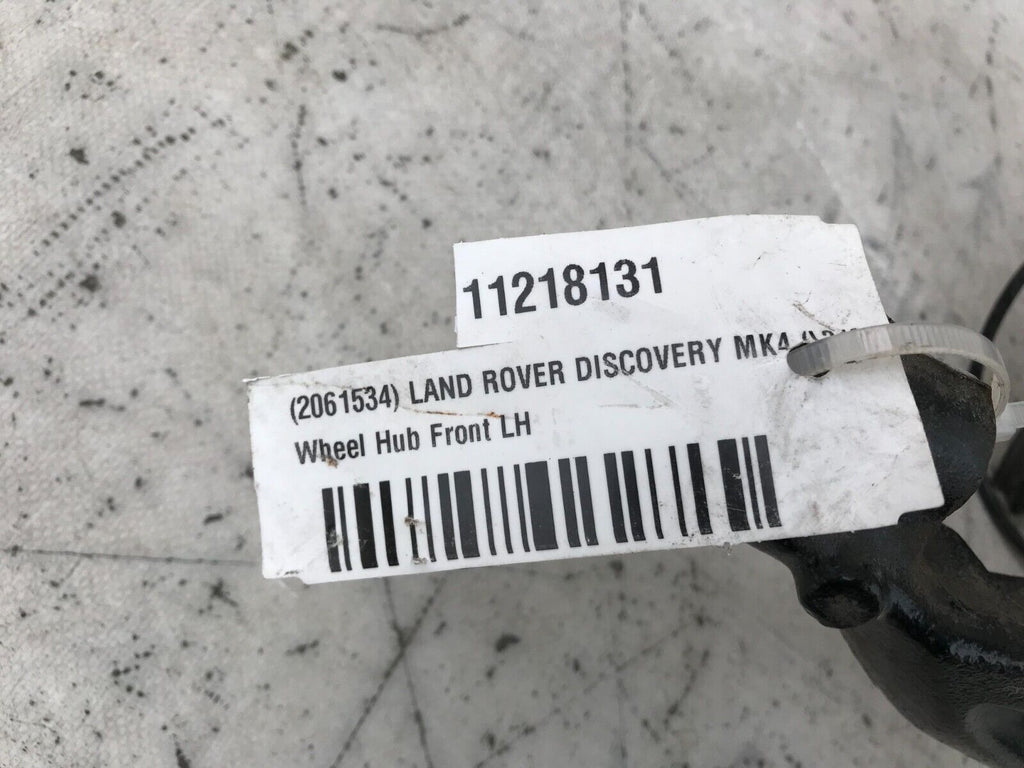 11218131
(2061534) LAND ROVER DISCOVERY MK4
Wheel Hub Front LH